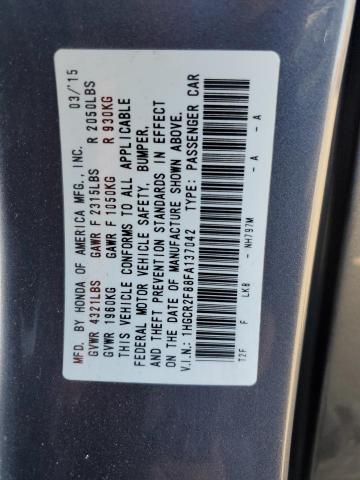 MFD. BY HONDA OF AMERICA MFG., INC. 03/'15
GVWR 4321LBS GAWR F 2315LBS R 2050LBS
GVWR 1960KG GAWR F 1050KG R 930KG
THIS VEHICLE CONFORMS TO ALL APPLICABLE
FEDERAL MOTOR VEHICLE SAFETY, BUMPER,
AND THEFT PREVENTION STANDARDS IN EFFECT
ON THE DATE OF MANUFACTURE SHOWN ABOVE.
V.I.N.: 1HGCR2F88FA137042 TYPE: PASSENGER CAR
T2F F LKB - NH797M - A - A